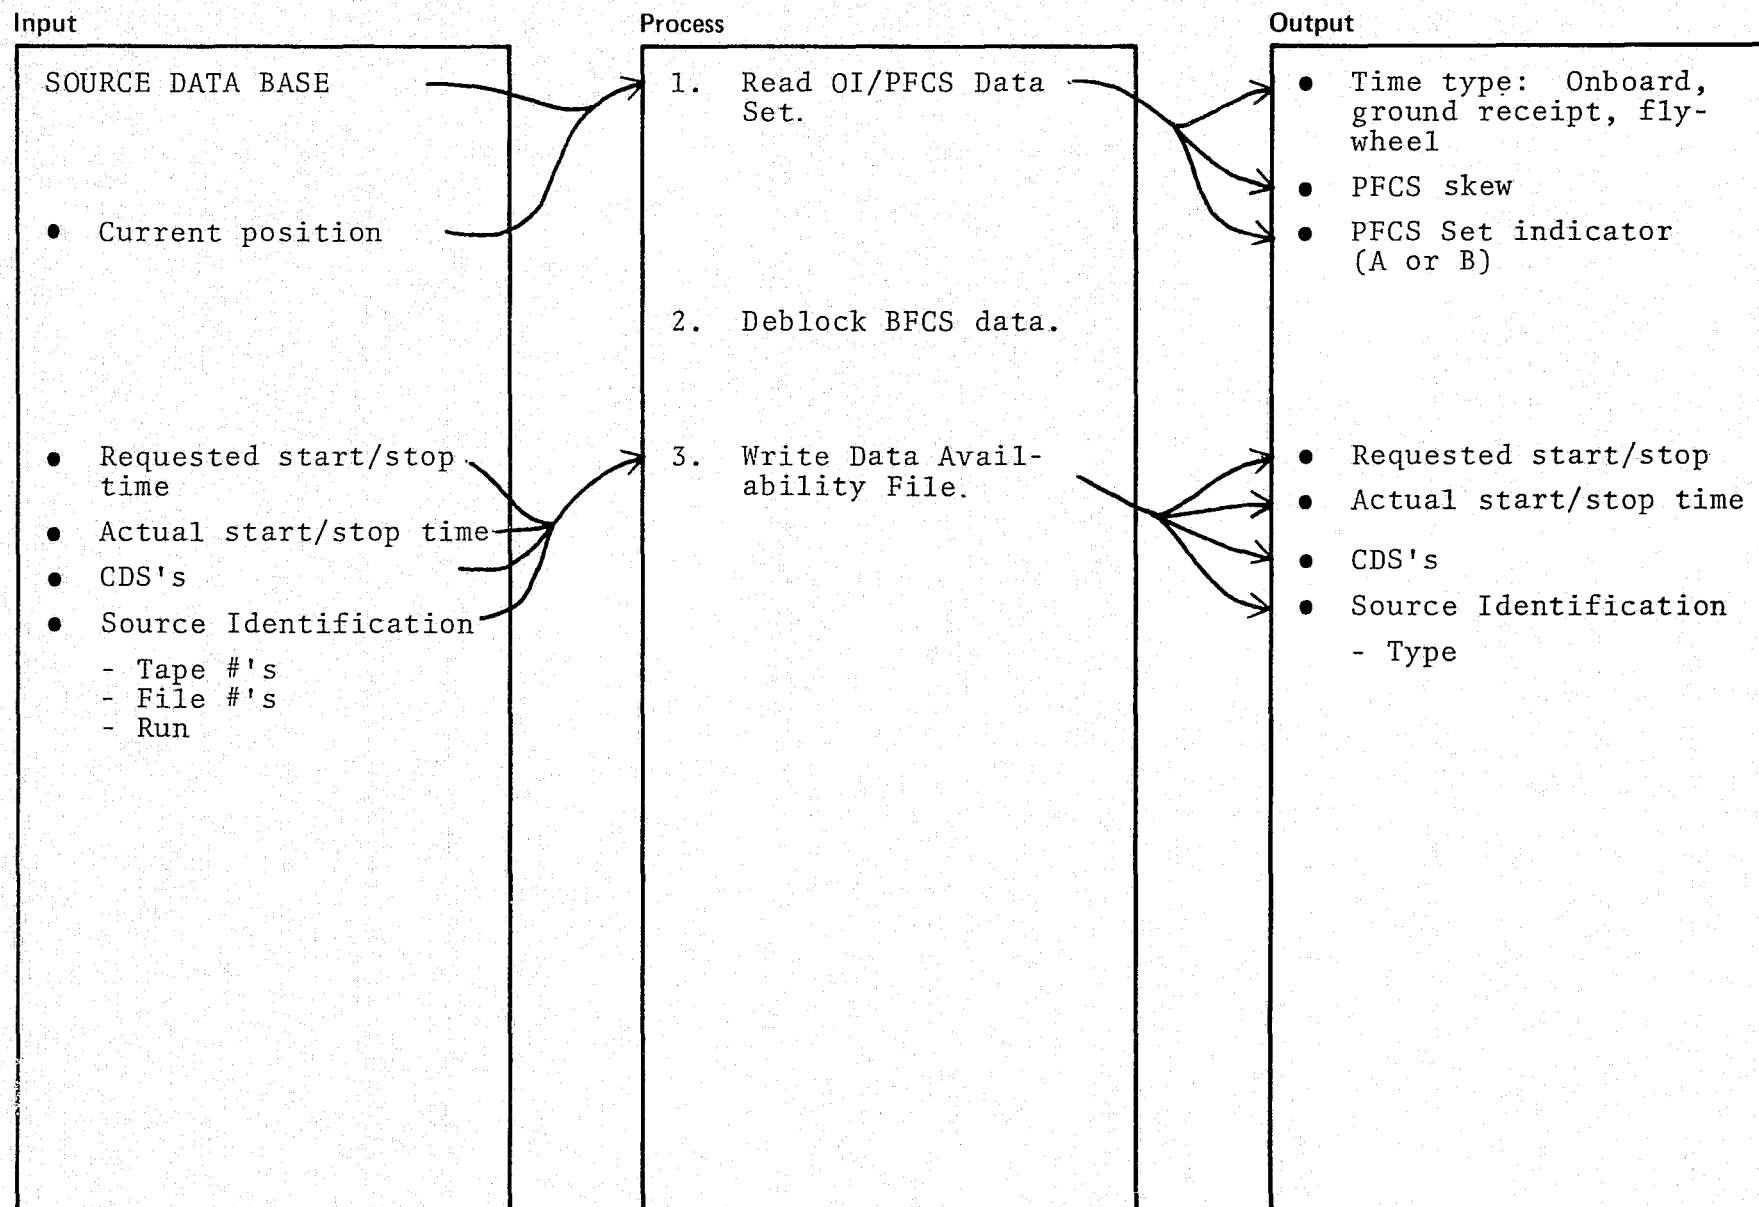 Input
SOURCE DATA BASE
• Current position
• Requested start/stop
time
• Actual start/stop time
• CDS's
• Source Identification
- Tape #'s
- File #'s
- Run
Process
1. Read OI/PFCS Data
Set.
2. Deblock BFCS data.
3. Write Data Avail-
ability File.
Output
• Time type: Onboard,
ground receipt, fly-
wheel
• PFCS skew
• PFCS Set indicator
(A or B)
• Requested start/stop
• Actual start/stop time
• CDS's
• Source Identification
- Type